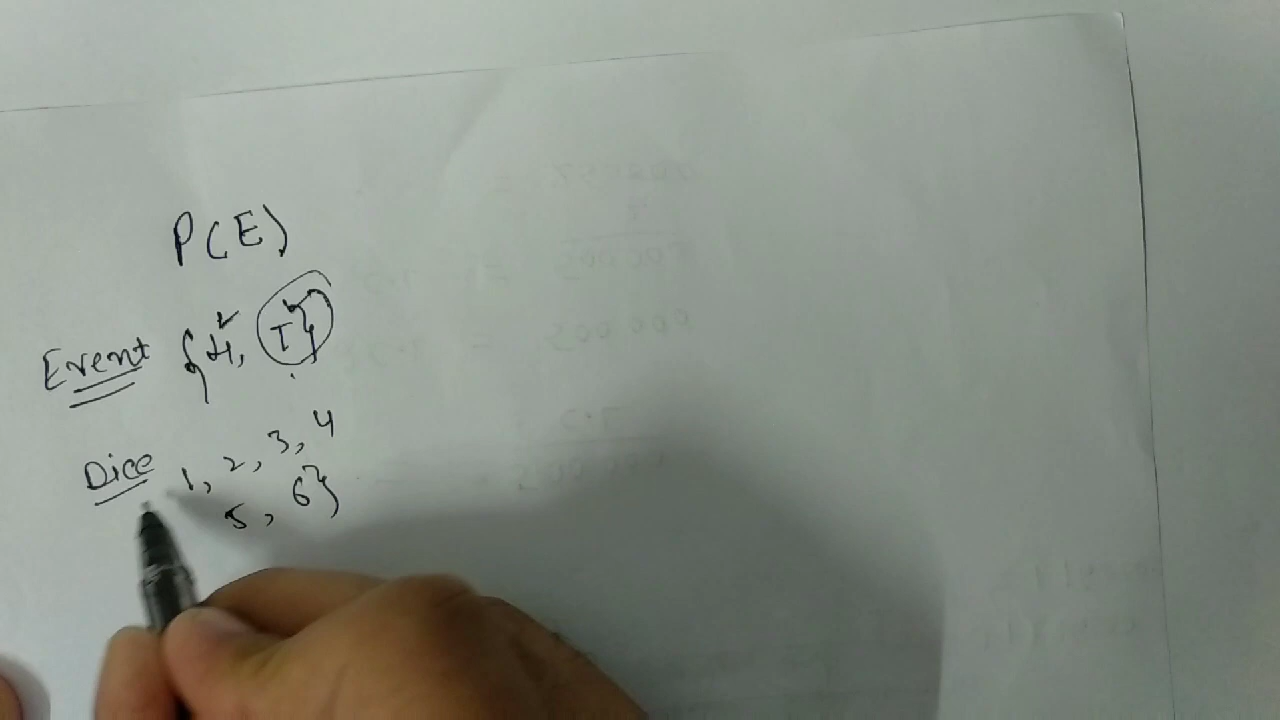 P(E)
Event {H, T}
Dice 1, 2, 3, 4
5, 6}